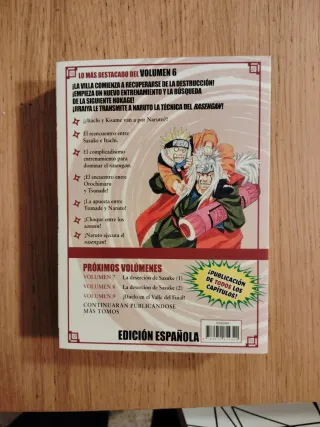 LO MÁS DESTACADO DEL VOLUMEN 6
¡LA VILLA COMIENZA A RECUPERARSE DE LA DESTRUCCIÓN!
¡EMPIEZA UN NUEVO ENTRENAMIENTO Y LA BÚSQUEDA
DE LA SIGUIENTE HOKAGE!
¡JIRAIYA LE TRANSMITE A NARUTO LA TÉCNICA DEL RASENGAN!
¡¿Itachi y Kisame van a por Naruto?!
El reencuentro entre
Sasuke e Itachi.
El complicadísimo
entrenamiento para
dominar el rasengan.
¡El encuentro entre
Orochimaru
y Tsunade!
¡La apuesta entre
Tsunade y Naruto!
¡Choque entre los
sannin!
¡Naruto ejecuta el
rasengan!
PRÓXIMOS VOLÚMENES
VOLUMEN 7 La deserción de Sasuke (1)
VOLUMEN 8 La deserción de Sasuke (2)
VOLUMEN 9 ¡Duelo en el Valle del Final!
CONTINUARÁN PUBLICÁNDOSE
MÁS TOMOS
¡PUBLICACIÓN
DE TODOS LOS
CAPÍTULOS!
EDICIÓN ESPAÑOLA